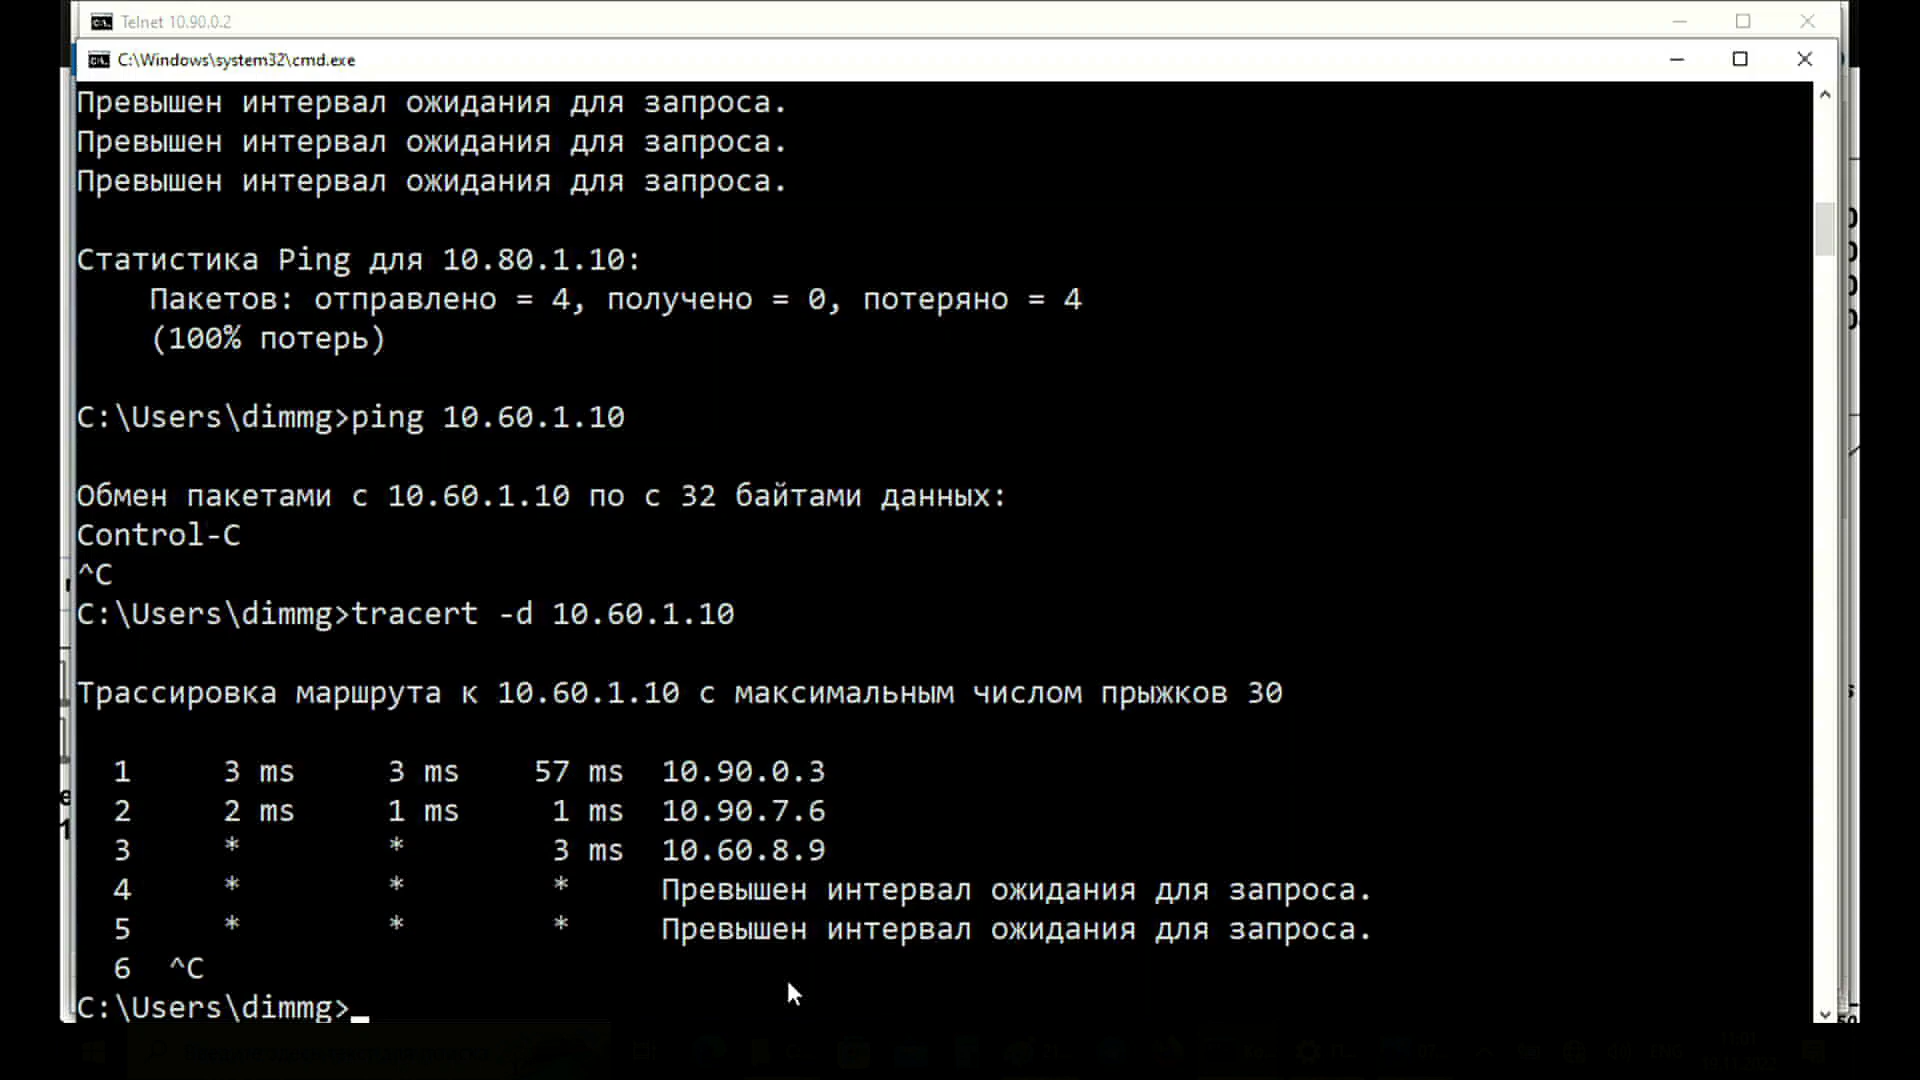 Telnet 10.90.0.2
C:\Windows\system32\cmd.exe
Превышен интервал ожидания для запроса.
Превышен интервал ожидания для запроса.
Превышен интервал ожидания для запроса.
Статистика Ping для 10.80.1.10:
Пакетов: отправлено = 4, получено = 0, потеряно = 4
(100% потерь)
C:\Users\dimmg>ping 10.60.1.10
Обмен пакетами с 10.60.1.10 по с 32 байтами данных:
Control-C
^C
C:\Users\dimmg>tracert -d 10.60.1.10
Трассировка маршрута к 10.60.1.10 с максимальным числом прыжков 30
1 3 ms 3 ms 57 ms 10.90.0.3
2 2 ms 1 ms 1 ms 10.90.7.6
3 * * 3 ms 10.60.8.9
4 * * * Превышен интервал ожидания для запроса.
5 * * * Превышен интервал ожидания для запроса.
6 ^C
C:\Users\dimmg>